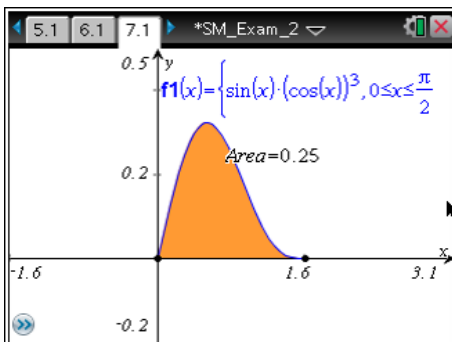 5.1 6.1 7.1 *SM_Exam_2
0.5 y
f1(x)={sin(x)·(cos(x))³, 0≤x≤π/2
Area=0.25
0.2
x
-1.6 1.6 3.1
-0.2